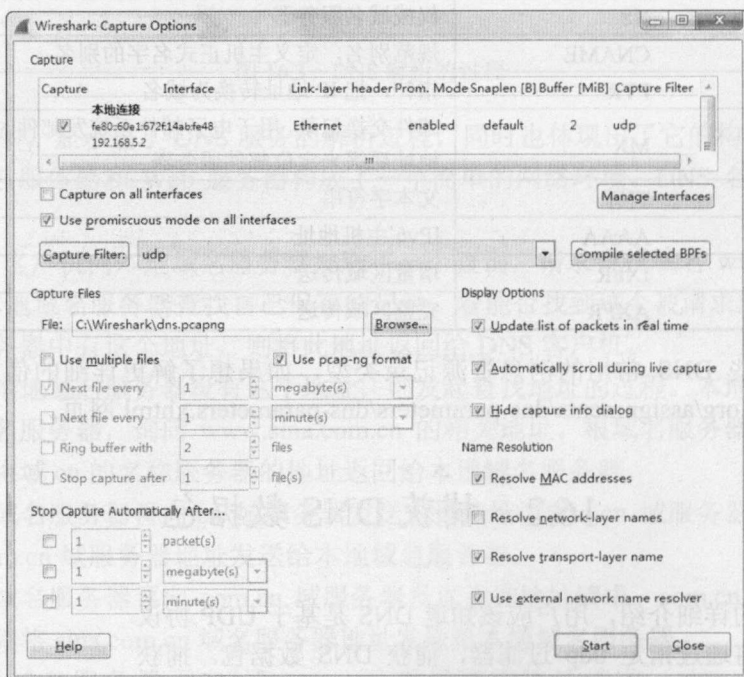 Wireshark: Capture Options
Capture
Capture Interface Link-layer header Prom. Mode Snaplen [B] Buffer [MiB] Capture Filter
本地连接
fe80::60e1:672f:14ab:fe48
192.168.5.2
Ethernet enabled default 2 udp
Capture on all interfaces
Manage Interfaces
Use promiscuous mode on all interfaces
Capture Filter: udp Compile selected BPFs
Capture Files
Display Options
File: C:\Wireshark\dns.pcapng Browse...
Update list of packets in real time
Use multiple files Use pcap-ng format
Automatically scroll during live capture
Next file every 1 megabyte(s)
Next file every 1 minute(s)
Hide capture info dialog
Ring buffer with 2 files
Name Resolution
Stop capture after 1 file(s)
Resolve MAC addresses
Stop Capture Automatically After...
Resolve network-layer names
1 packet(s)
Resolve transport-layer name
1 megabyte(s)
1 minute(s)
Use external network name resolver
Help Start Close